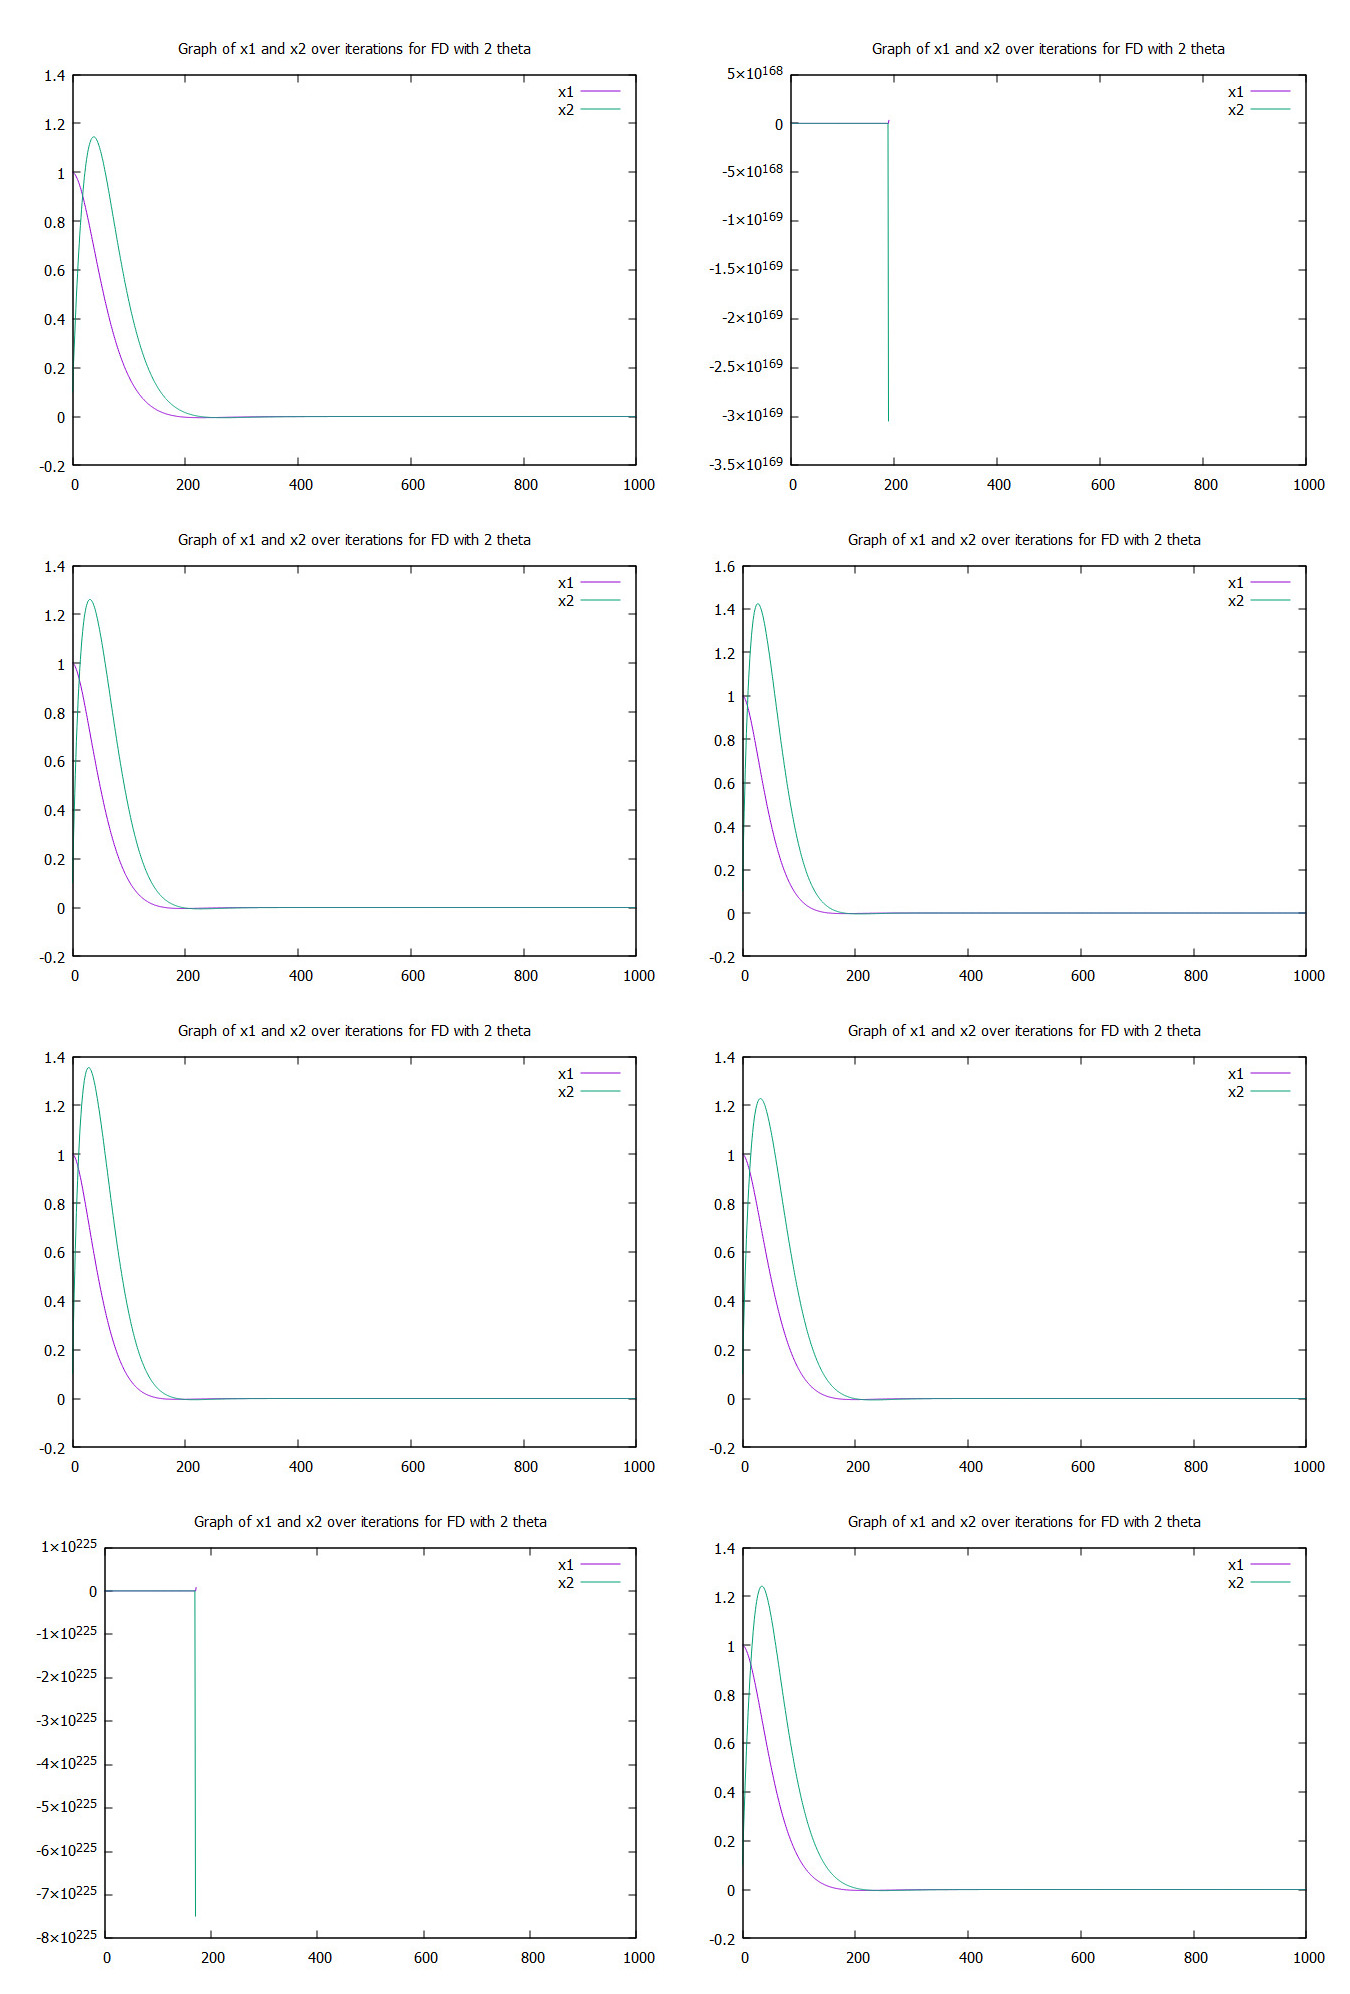 Graph of x1 and x2 over iterations for FD with 2 theta
x1
x2
1.4
1.2
1
0.8
0.6
0.4
0.2
0
-0.2
0 200 400 600 800 1000
Graph of x1 and x2 over iterations for FD with 2 theta
x1
x2
5×10¹⁶⁸
0
-5×10¹⁶⁸
-1×10¹⁶⁹
-1.5×10¹⁶⁹
-2×10¹⁶⁹
-2.5×10¹⁶⁹
-3×10¹⁶⁹
-3.5×10¹⁶⁹
0 200 400 600 800 1000
Graph of x1 and x2 over iterations for FD with 2 theta
x1
x2
1.4
1.2
1
0.8
0.6
0.4
0.2
0
-0.2
0 200 400 600 800 1000
Graph of x1 and x2 over iterations for FD with 2 theta
x1
x2
1.6
1.4
1.2
1
0.8
0.6
0.4
0.2
0
-0.2
0 200 400 600 800 1000
Graph of x1 and x2 over iterations for FD with 2 theta
x1
x2
1.4
1.2
1
0.8
0.6
0.4
0.2
0
-0.2
0 200 400 600 800 1000
Graph of x1 and x2 over iterations for FD with 2 theta
x1
x2
1.4
1.2
1
0.8
0.6
0.4
0.2
0
-0.2
0 200 400 600 800 1000
Graph of x1 and x2 over iterations for FD with 2 theta
x1
x2
1×10²²⁵
0
-1×10²²⁵
-2×10²²⁵
-3×10²²⁵
-4×10²²⁵
-5×10²²⁵
-6×10²²⁵
-7×10²²⁵
-8×10²²⁵
0 200 400 600 800 1000
Graph of x1 and x2 over iterations for FD with 2 theta
x1
x2
1.4
1.2
1
0.8
0.6
0.4
0.2
0
-0.2
0 200 400 600 800 1000